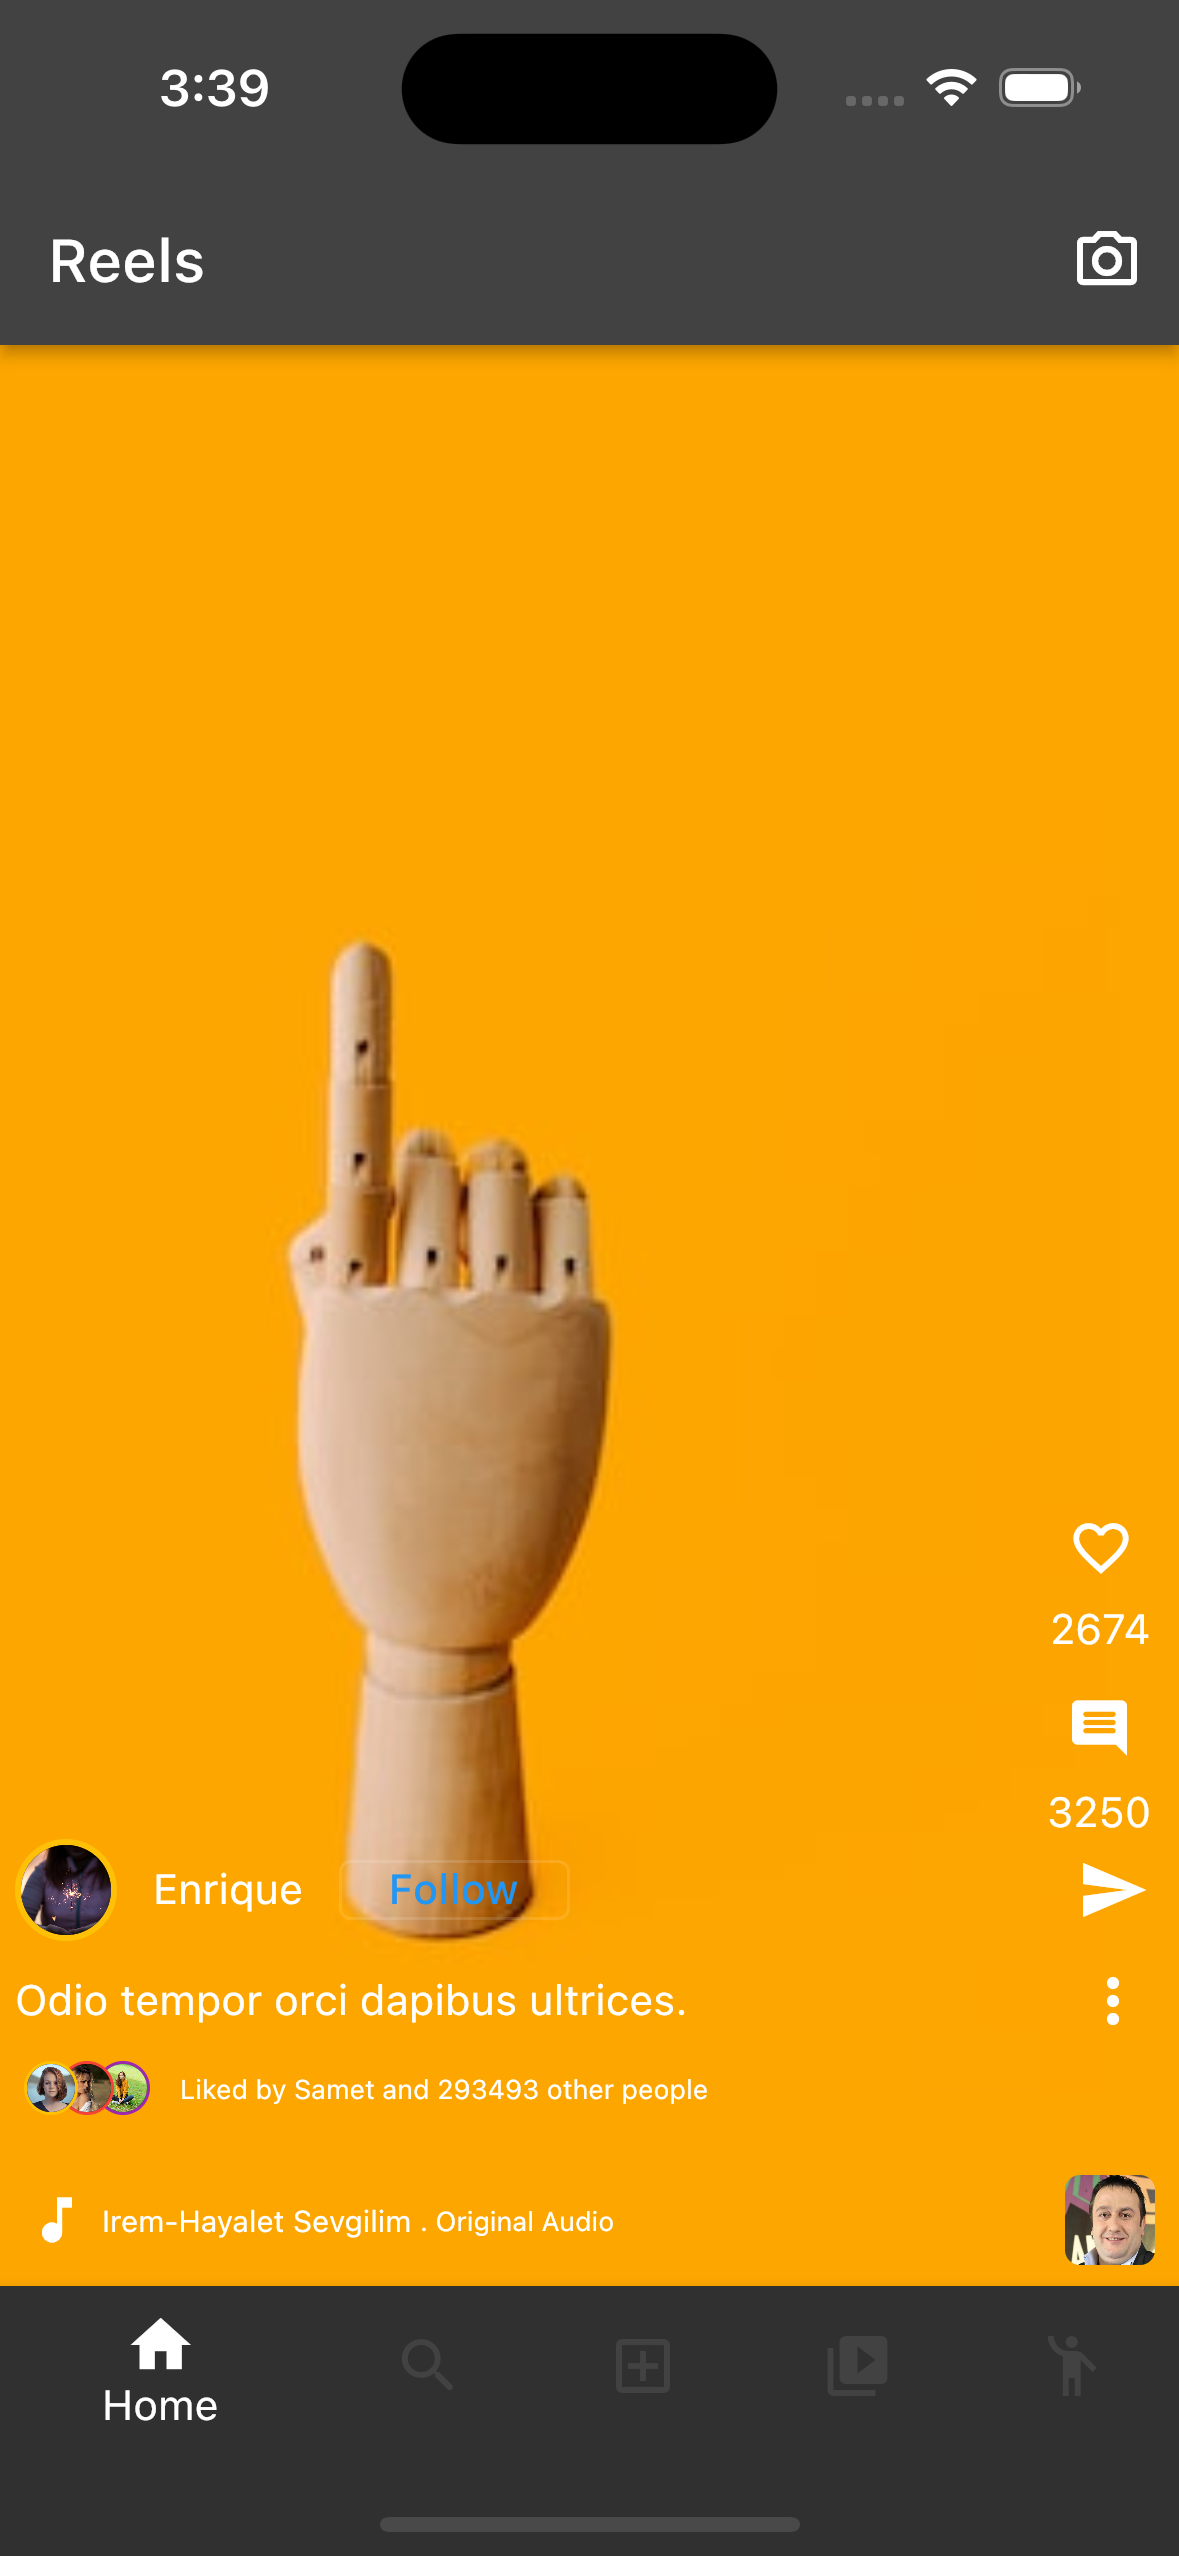 3:39
Reels
2674
3250
Enrique
Follow
Odio tempor orci dapibus ultrices.
Liked by Samet and 293493 other people
Irem-Hayalet Sevgilim . Original Audio
Home